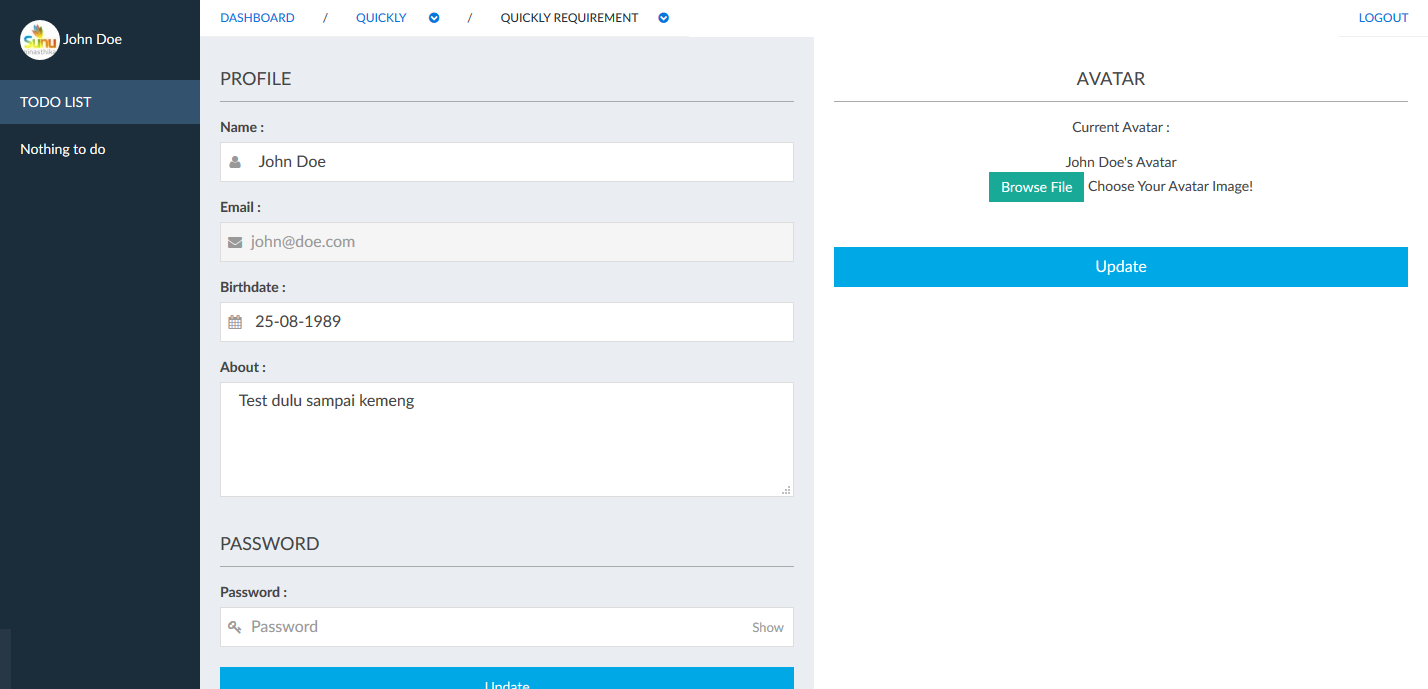 Sunu
John Doe
TODO LIST
Nothing to do
DASHBOARD / QUICKLY / QUICKLY REQUIREMENT
LOGOUT
PROFILE
Name :
John Doe
Email :
john@doe.com
Birthdate :
25-08-1989
About :
Test dulu sampai kemeng
PASSWORD
Password :
Password Show
Update
AVATAR
Current Avatar :
John Doe's Avatar
Browse File Choose Your Avatar Image!
Update